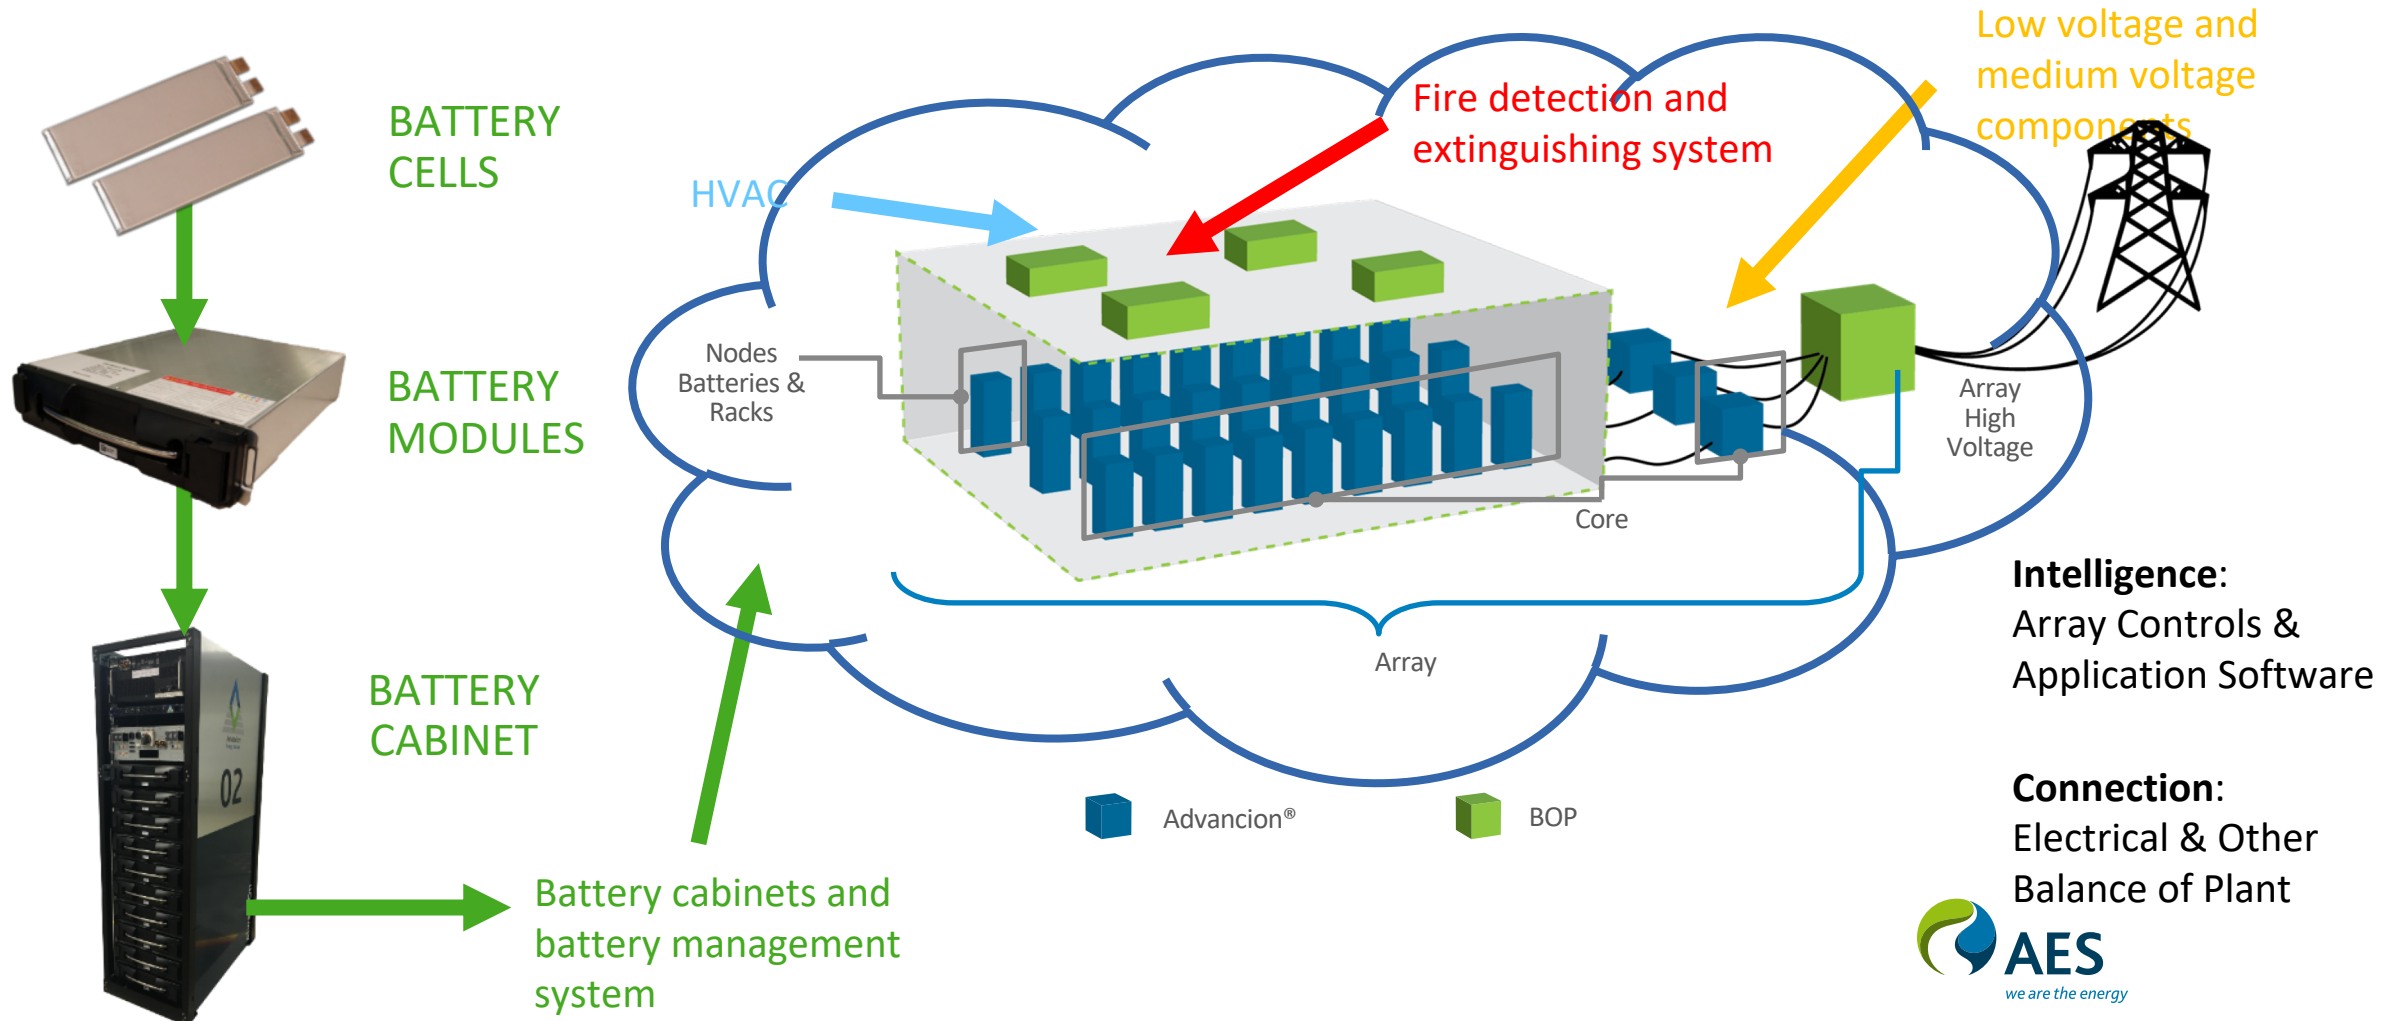 BATTERY
CELLS
BATTERY
MODULES
BATTERY
CABINET
02
Battery cabinets and
battery management
system
HVAC
Fire detection and
extinguishing system
Low voltage and
medium voltage
components
Nodes
Batteries &
Racks
Core
Array
High
Voltage
Array
Advancion®
BOP
Intelligence:
Array Controls &
Application Software
Connection:
Electrical & Other
Balance of Plant
AES
we are the energy